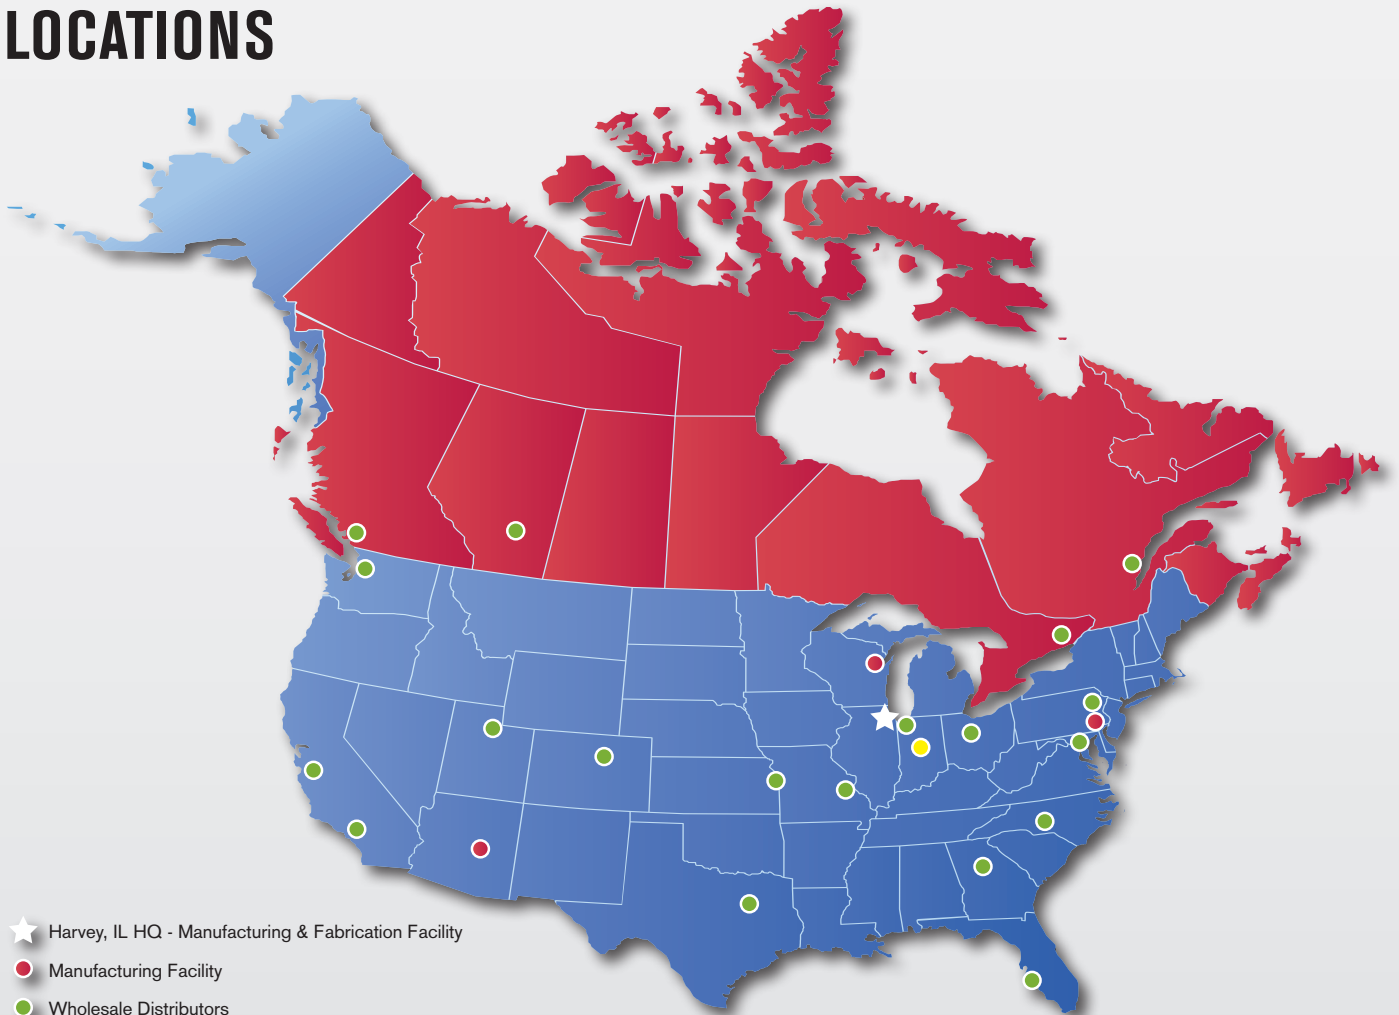 LOCATIONS
Harvey, IL HQ - Manufacturing & Fabrication Facility
Manufacturing Facility
Wholesale Distributors